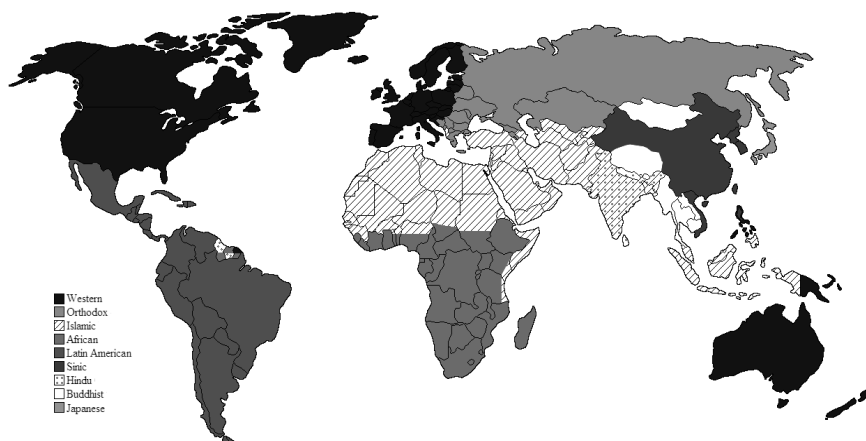 Western
Orthodox
Islamic
African
Latin American
Sinic
Hindu
Buddhist
Japanese